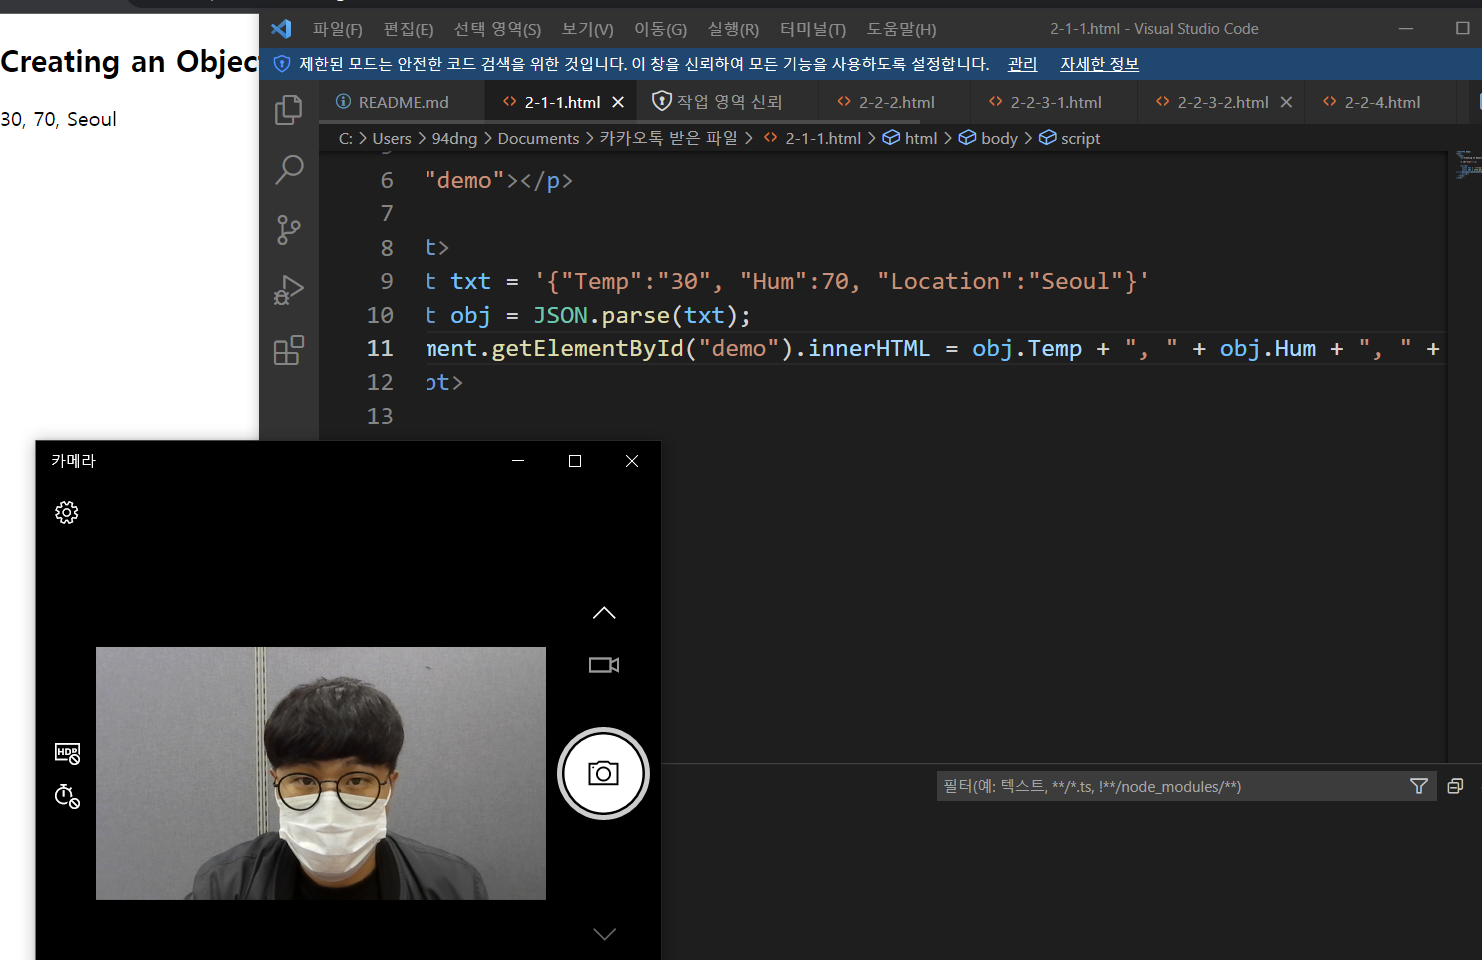 파일(F) 편집(E) 선택 영역(S) 보기(V) 이동(G) 실행(R) 터미널(T) 도움말(H) 2-1-1.html - Visual Studio Code
제한된 모드는 안전한 코드 검색을 위한 것입니다. 이 창을 신뢰하여 모든 기능을 사용하도록 설정합니다. 관리 자세한 정보
README.md 2-1-1.html 작업 영역 신뢰 2-2-2.html 2-2-3-1.html 2-2-3-2.html 2-2-4.html
C: > Users > 94dng > Documents > 카카오톡 받은 파일 > 2-1-1.html > html > body > script
Creating an Objec
30, 70, Seoul
6 "demo"></p>
7
8 t>
9 t txt = '{"Temp":"30", "Hum":70, "Location":"Seoul"}'
10 t obj = JSON.parse(txt);
11 ment.getElementById("demo").innerHTML = obj.Temp + ", " + obj.Hum + ", " +
12 pt>
13
카메라
HDR
필터(예: 텍스트, **/*.ts, !**/node_modules/**)